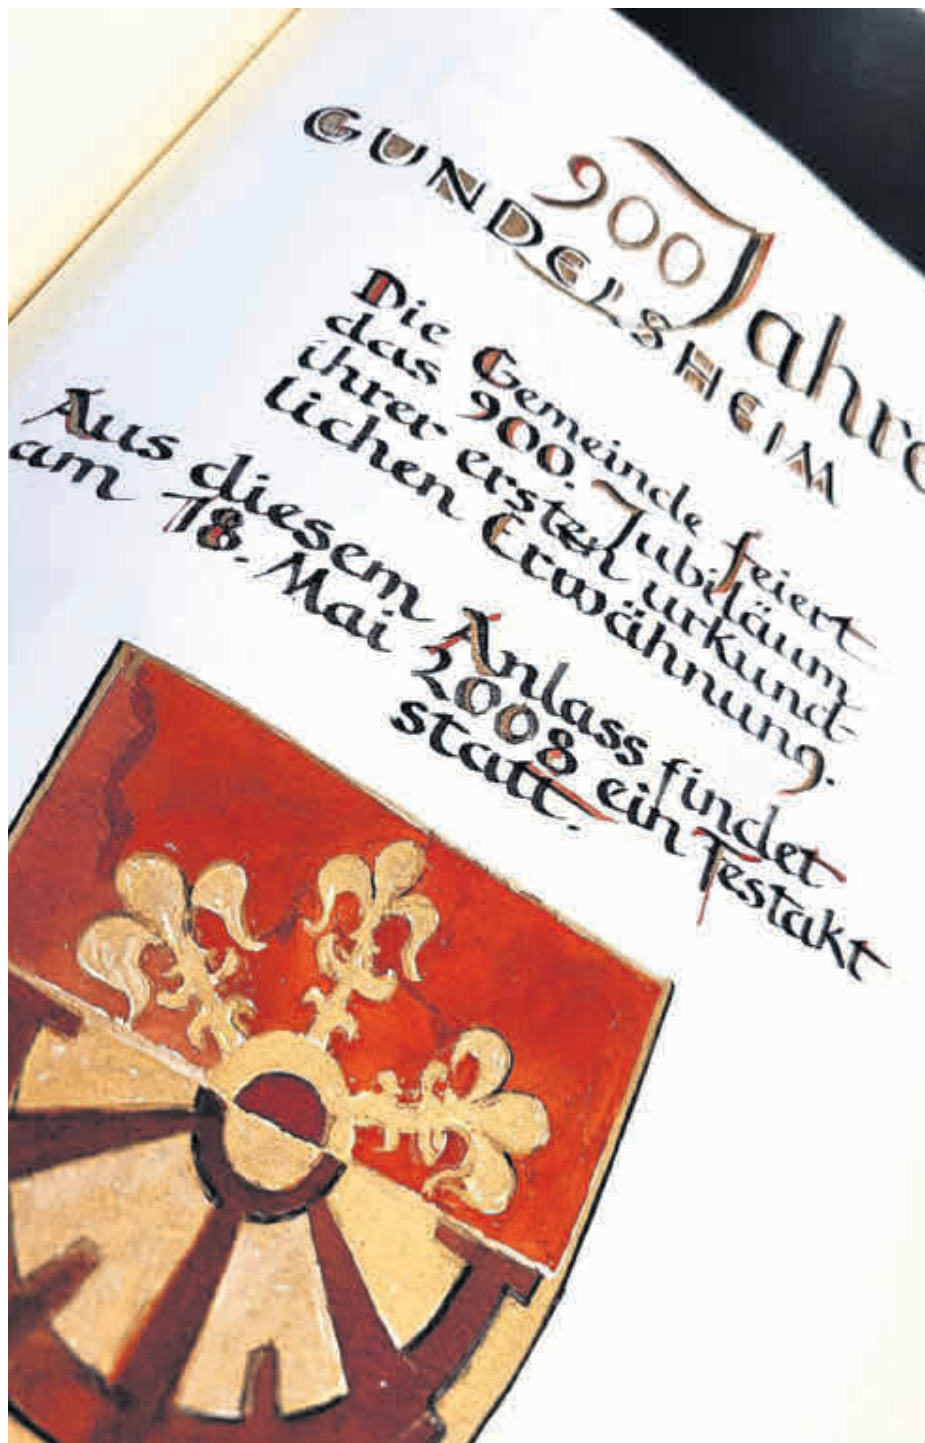 900 Jahre
GUNDELSHEIM
Die Gemeinde feiert
das 900. Jubiläum
ihrer ersten urkund-
lichen Erwähnung.
Aus diesem Anlass findet
am 18. Mai 2008 ein Festakt
statt.